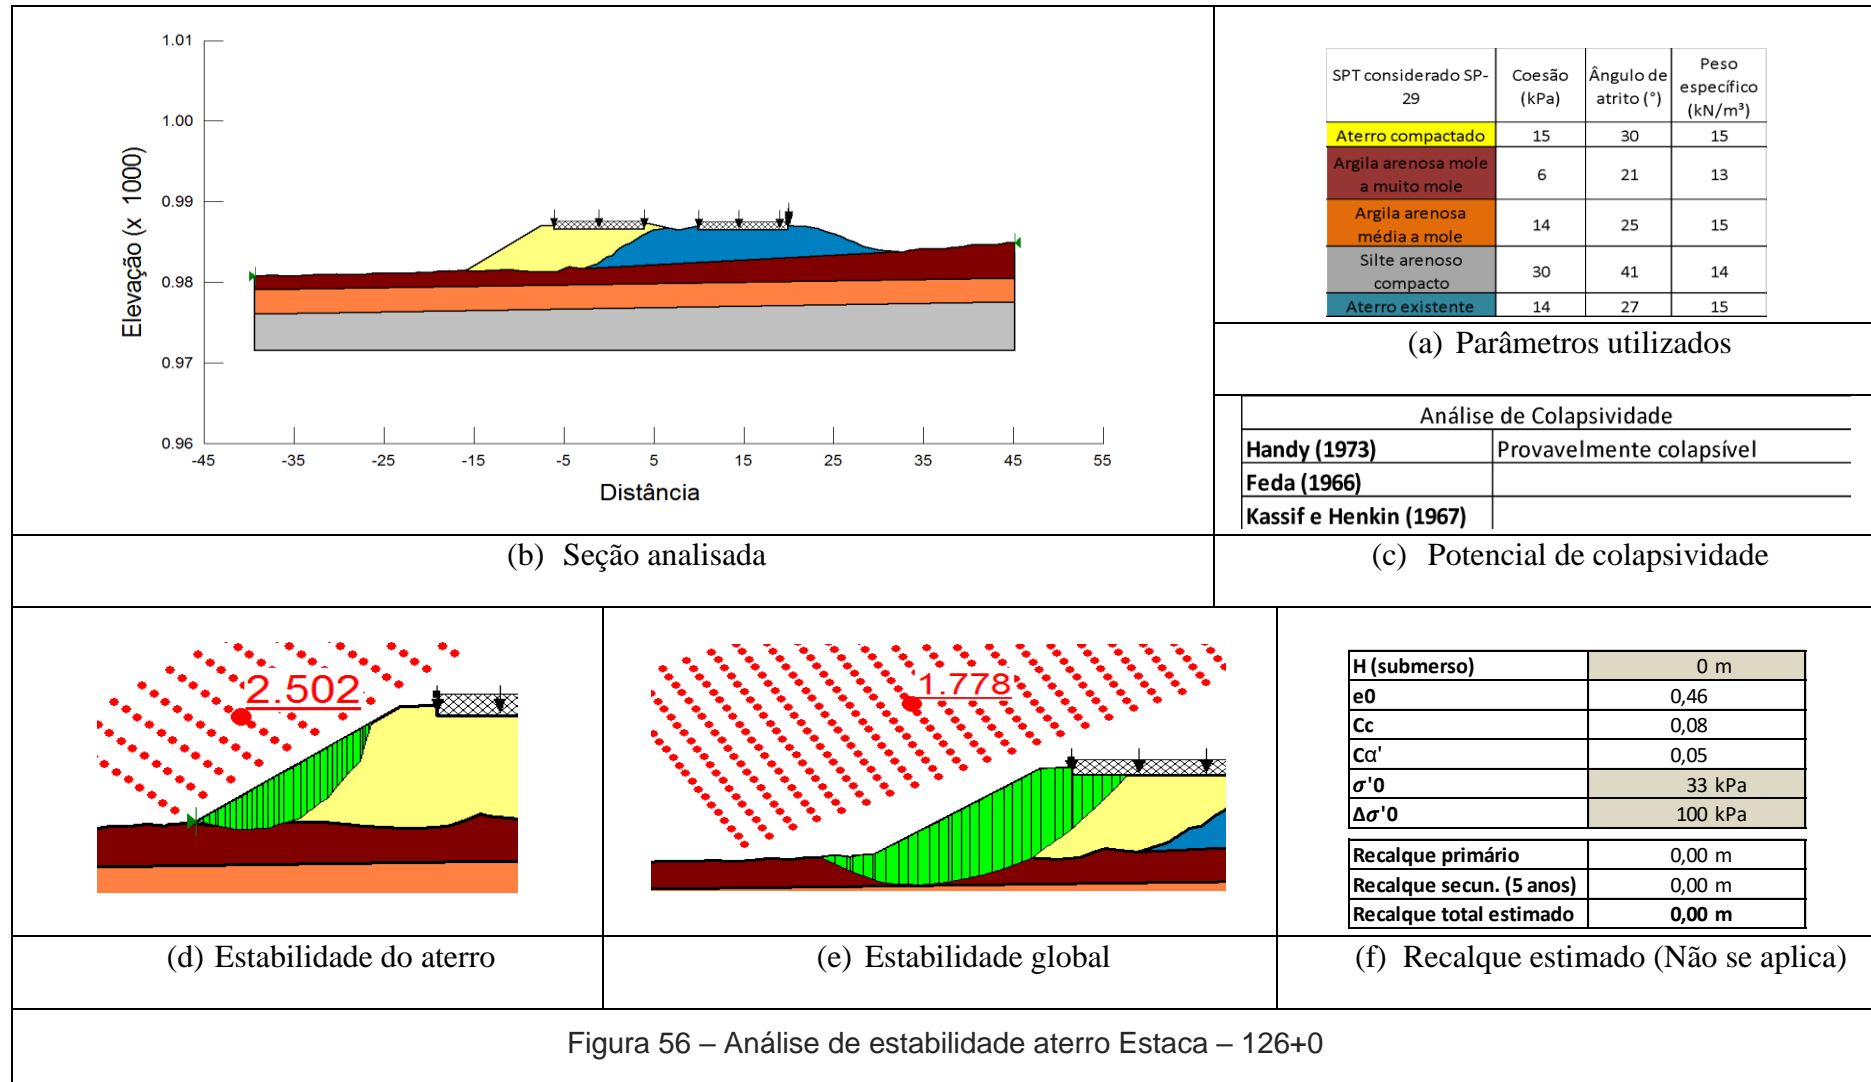 1.01
1.00
0.99
0.98
0.97
0.96
Elevação (x 1000)
-45 -35 -25 -15 -5 5 15 25 35 45 55
Distância
SPT considerado SP-29
Coesão (kPa)
Ângulo de atrito (°)
Peso específico (kN/m³)
Aterro compactado 15 30 15
Argila arenosa mole a muito mole 6 21 13
Argila arenosa média a mole 14 25 15
Silte arenoso compacto 30 41 14
Aterro existente 14 27 15
(a) Parâmetros utilizados
Análise de Colapsividade
Handy (1973) Provavelmente colapsível
Feda (1966)
Kassif e Henkin (1967)
(b) Seção analisada
(c) Potencial de colapsividade
2.502
1.778
H (submerso) 0 m
e0 0,46
Cc 0,08
Cα' 0,05
σ'0 33 kPa
Δσ'0 100 kPa
Recalque primário 0,00 m
Recalque secun. (5 anos) 0,00 m
Recalque total estimado 0,00 m
(d) Estabilidade do aterro
(e) Estabilidade global
(f) Recalque estimado (Não se aplica)
Figura 56 – Análise de estabilidade aterro Estaca – 126+0